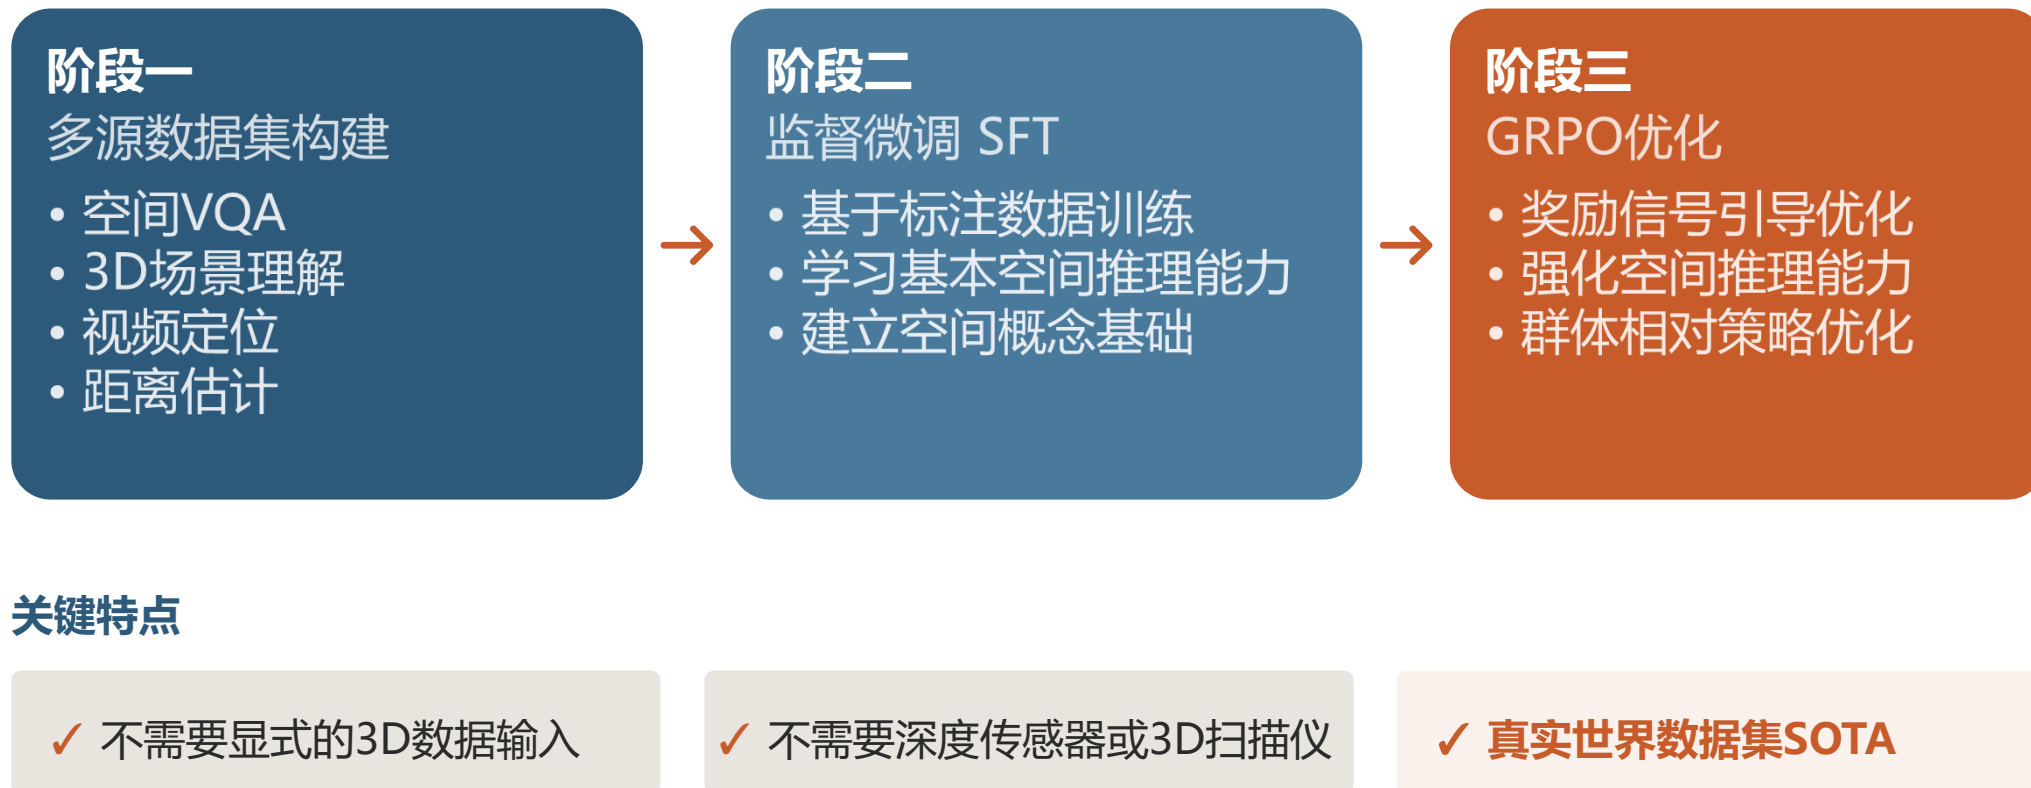 阶段一
多源数据集构建
• 空间VQA
• 3D场景理解
• 视频定位
• 距离估计
阶段二
监督微调 SFT
• 基于标注数据训练
• 学习基本空间推理能力
• 建立空间概念基础
阶段三
GRPO优化
• 奖励信号引导优化
• 强化空间推理能力
• 群体相对策略优化
关键特点
✓ 不需要显式的3D数据输入
✓ 不需要深度传感器或3D扫描仪
✓ 真实世界数据集SOTA